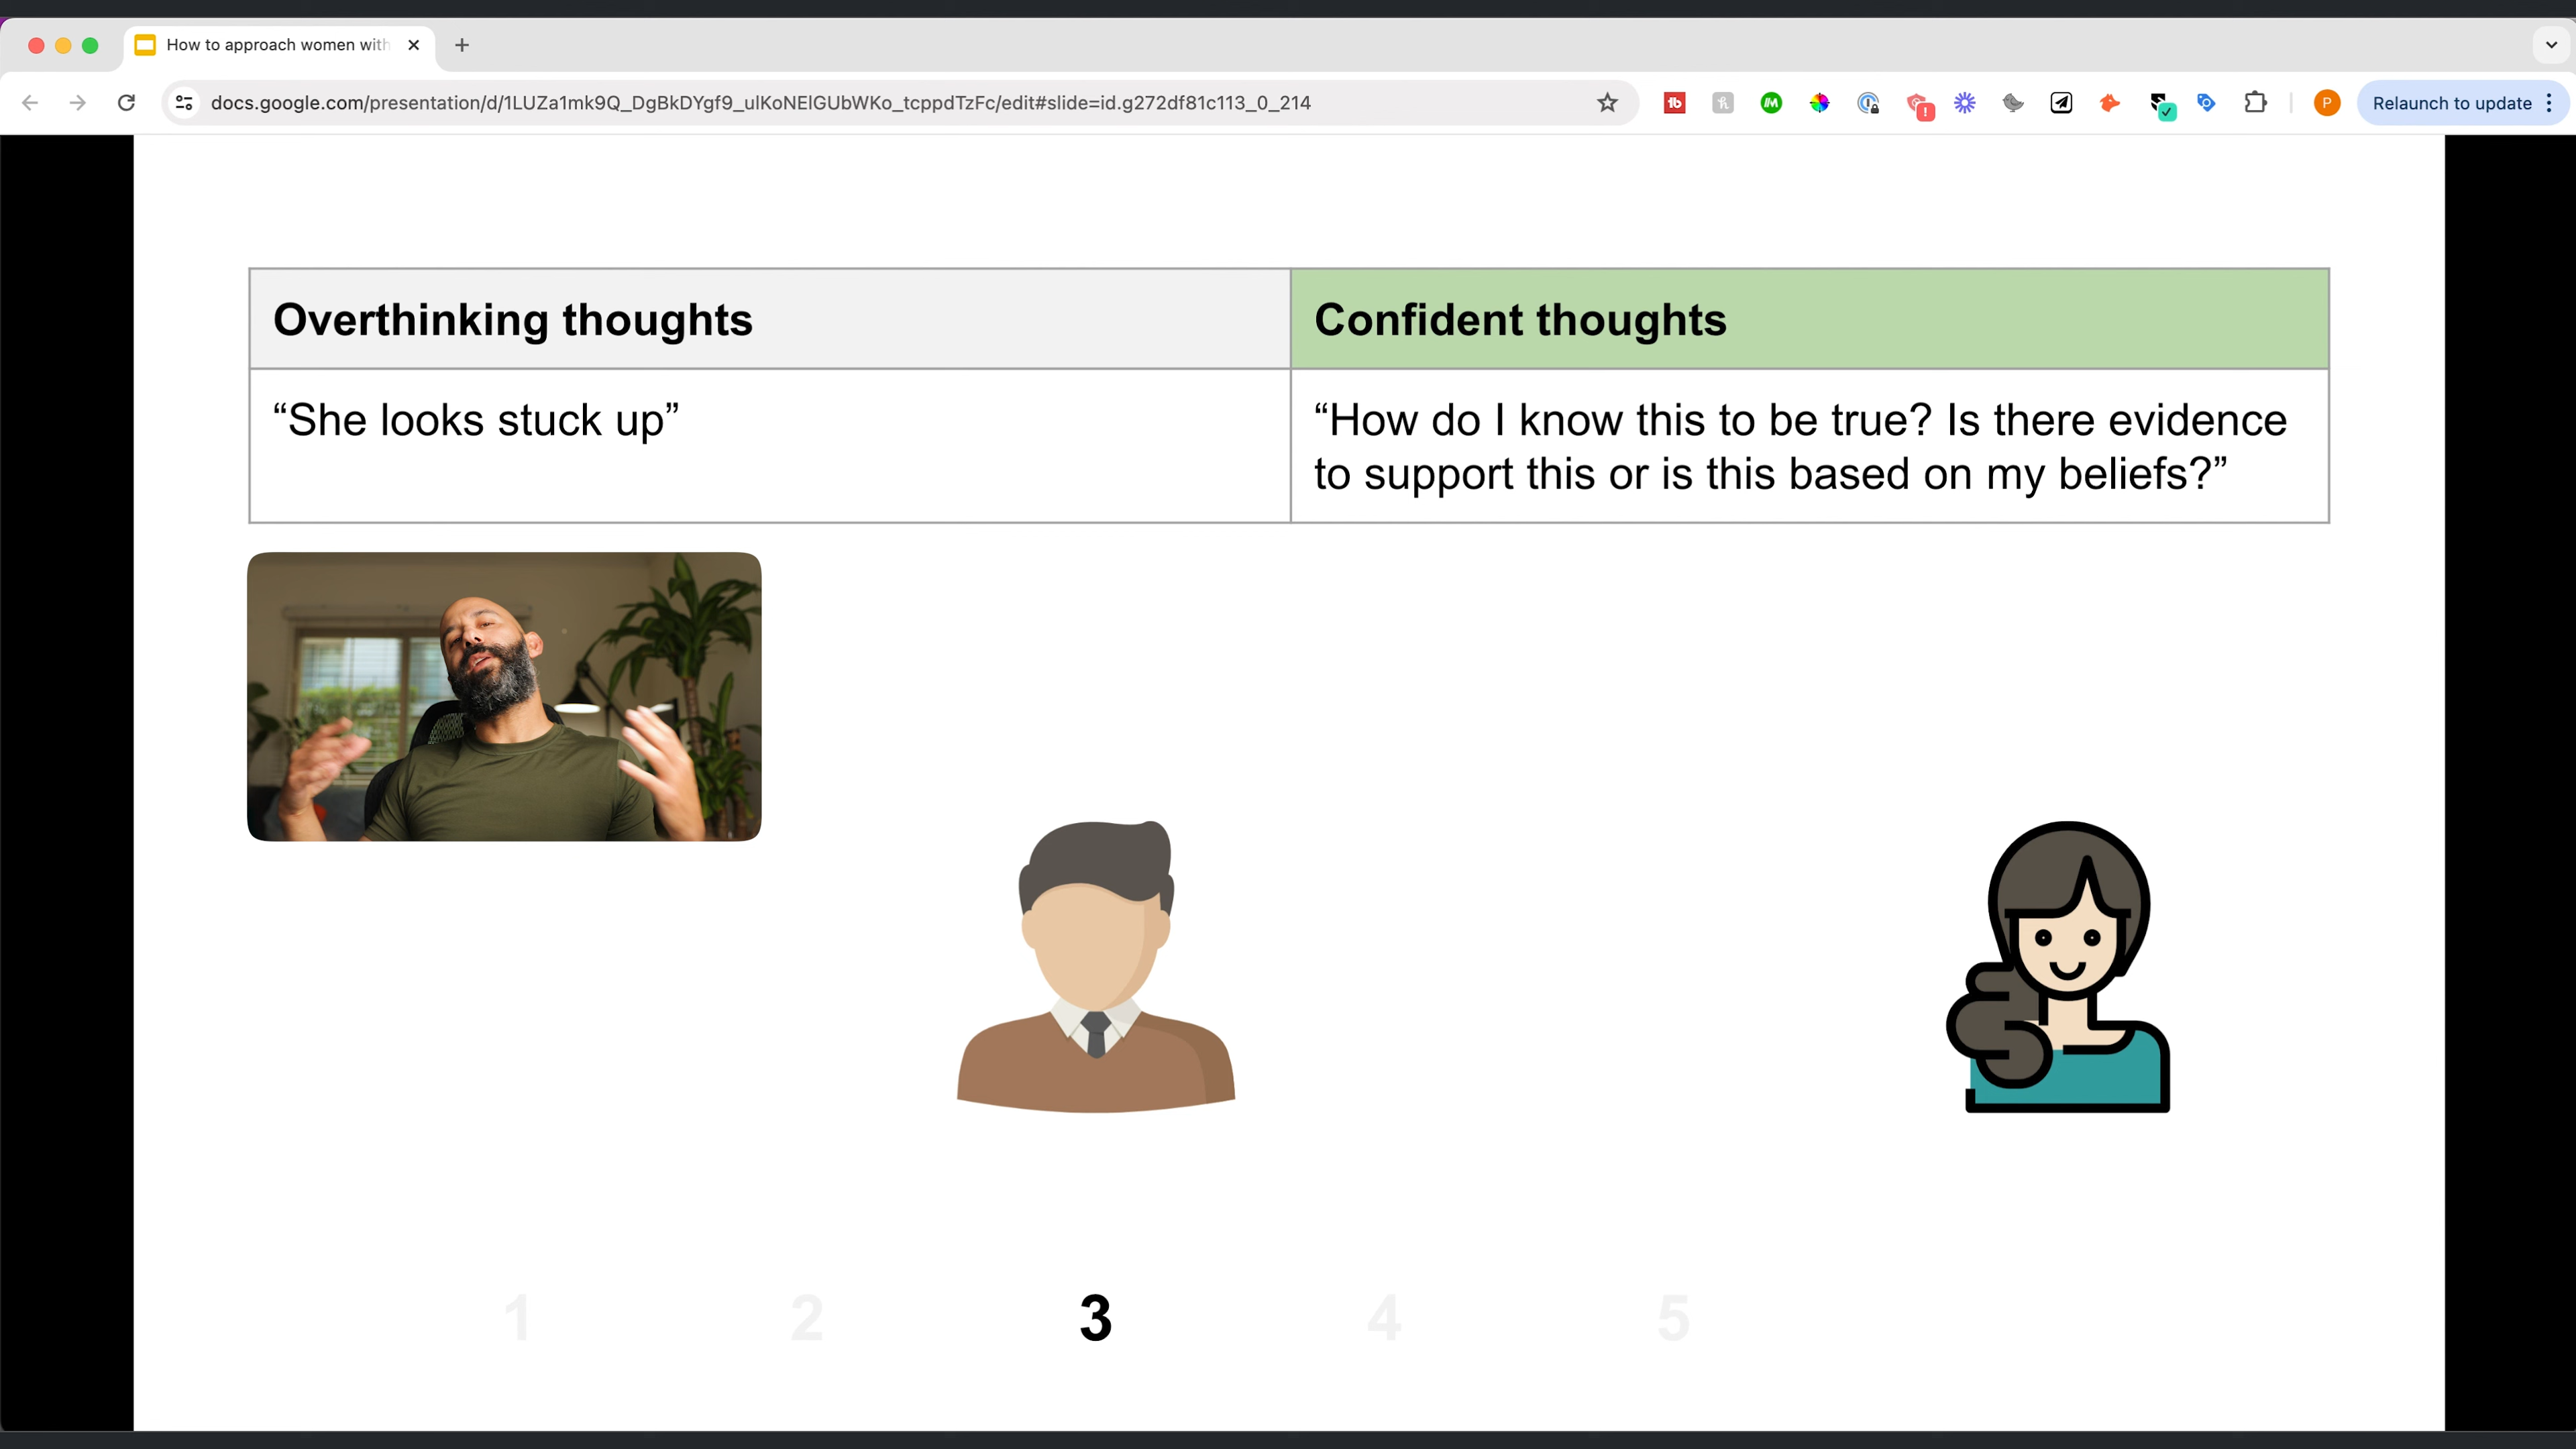 How to approach women with
docs.google.com/presentation/d/1LUZa1mk9Q_DgBkDYgf9_ulKoNElGUbWKo_tcppdTzFc/edit#slide=id.g272df81c113_0_214
P
Relaunch to update
Overthinking thoughts
Confident thoughts
“She looks stuck up”
“How do I know this to be true? Is there evidence
to support this or is this based on my beliefs?”
1 2 3 4 5